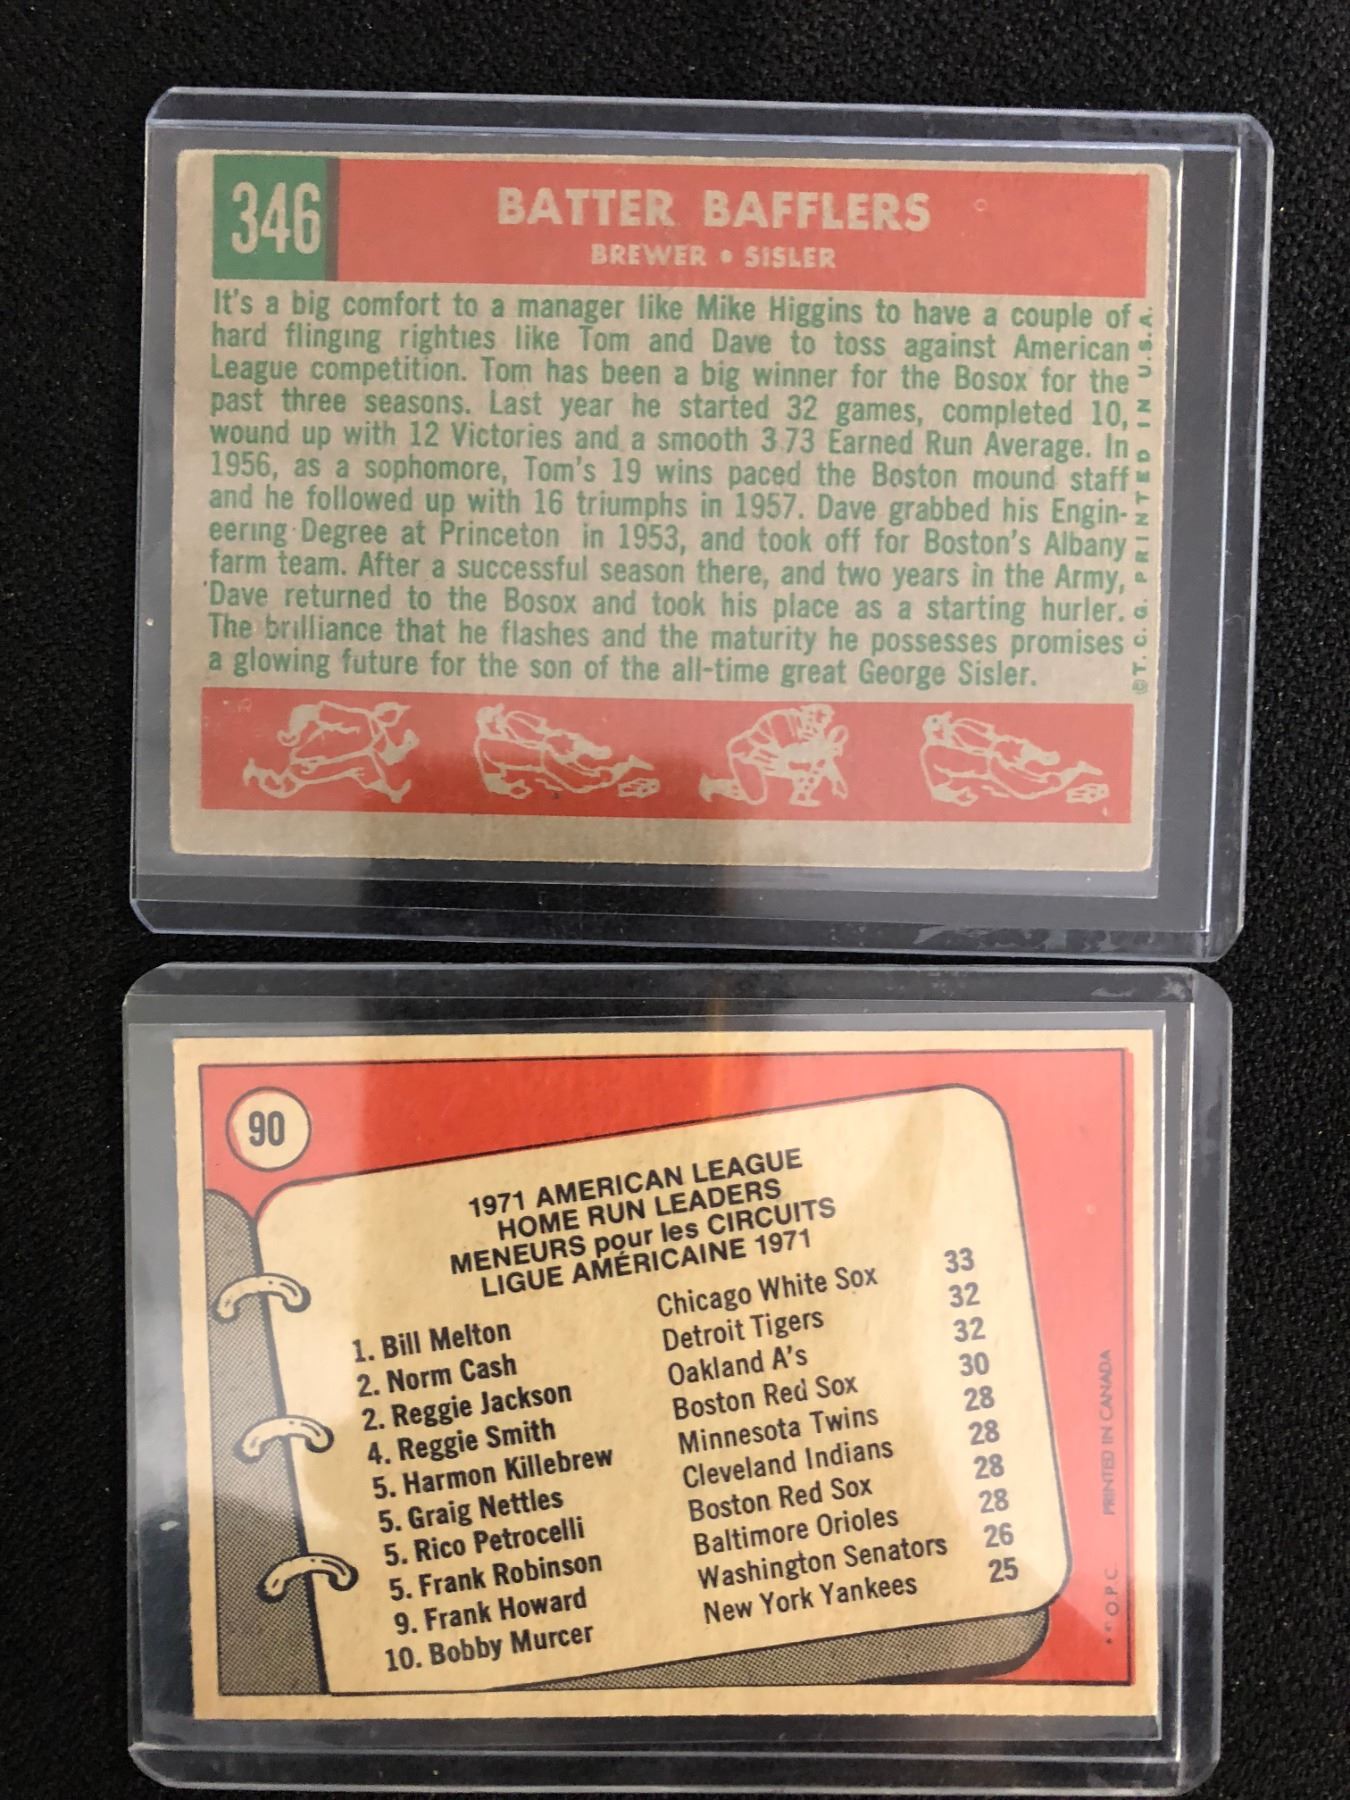 346
BATTER BAFFLERS
BREWER • SISLER
It's a big comfort to a manager like Mike Higgins to have a couple of
hard flinging righties like Tom and Dave to toss against American
League competition. Tom has been a big winner for the Bosox for the
past three seasons. Last year he started 32 games, completed 10,
wound up with 12 Victories and a smooth 3.73 Earned Run Average. In
1956, as a sophomore, Tom's 19 wins paced the Boston mound staff
and he followed up with 16 triumphs in 1957. Dave grabbed his Engin-
eering Degree at Princeton in 1953, and took off for Boston's Albany
farm team. After a successful season there, and two years in the Army,
Dave returned to the Bosox and took his place as a starting hurler.
The brilliance that he flashes and the maturity he possesses promises
a glowing future for the son of the all-time great George Sisler.
©T. C. G. PRINTED IN U.S.A.
90
1971 AMERICAN LEAGUE
HOME RUN LEADERS
MENEURS pour les CIRCUITS
LIGUE AMÉRICAINE 1971
1. Bill Melton Chicago White Sox 33
2. Norm Cash Detroit Tigers 32
2. Reggie Jackson Oakland A's 32
4. Reggie Smith Boston Red Sox 30
5. Harmon Killebrew Minnesota Twins 28
5. Graig Nettles Cleveland Indians 28
5. Rico Petrocelli Boston Red Sox 28
5. Frank Robinson Baltimore Orioles 28
9. Frank Howard Washington Senators 26
10. Bobby Murcer New York Yankees 25
O.P.C. PRINTED IN CANADA